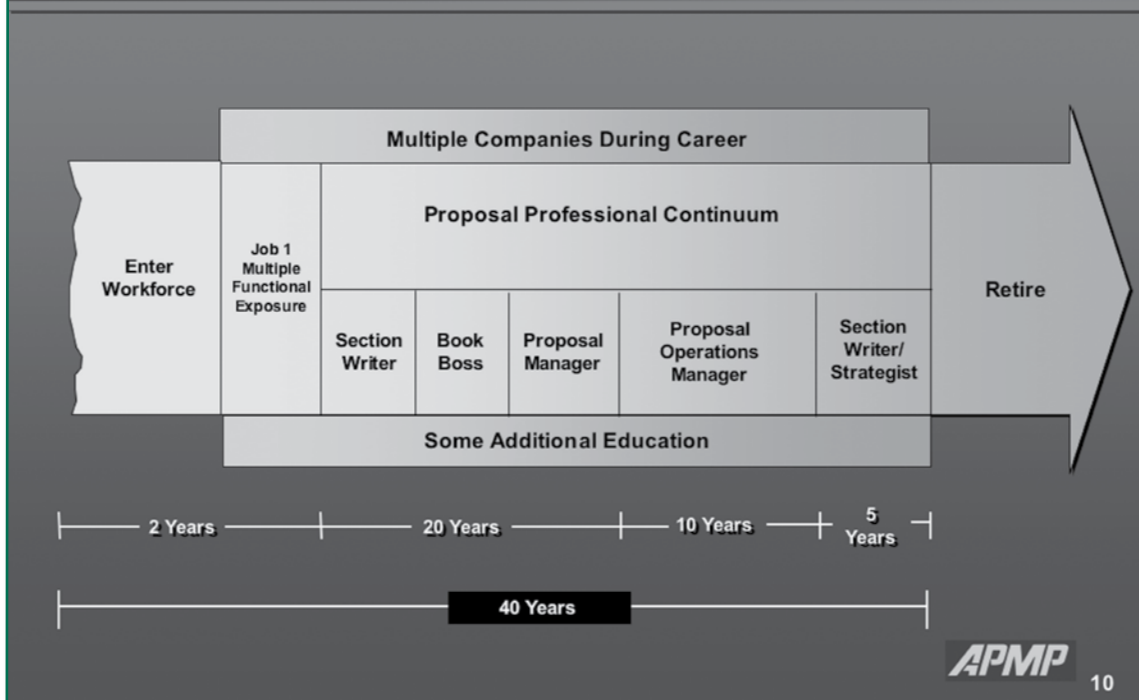 Multiple Companies During Career
Proposal Professional Continuum
Enter
Workforce
Job 1
Multiple
Functional
Exposure
Section
Writer
Book
Boss
Proposal
Manager
Proposal
Operations
Manager
Section
Writer/
Strategist
Retire
Some Additional Education
2 Years
20 Years
10 Years
5
Years
40 Years
APMP
10